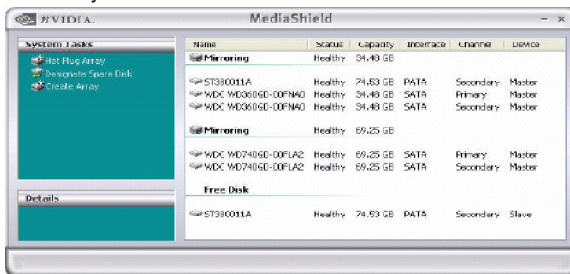 NVIDIA. MediaShield
System Tasks
Hot Plug Array
Designate Spare Disk
Create Array
Details
Name Status Capacity Interface Channel Device
Mirroring Healthy 34.48 GB
ST380011A Healthy 74.53 GB PATA Secondary Master
WDC WD360GD-00FNA0 Healthy 34.48 GB SATA Primary Master
WDC WD360GD-00FNA0 Healthy 34.48 GB SATA Secondary Master
Mirroring Healthy 69.25 GB
WDC WD740GD-00FLA2 Healthy 69.25 GB SATA Primary Master
WDC WD740GD-00FLA2 Healthy 69.25 GB SATA Secondary Master
Free Disk
ST380011A Healthy 74.53 GB PATA Secondary Slave